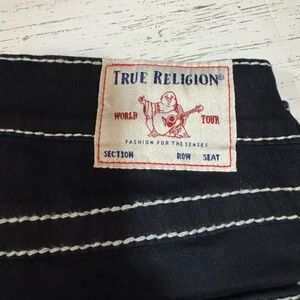 TRUE RELIGION®
WORLD TOUR
FASHION FOR THE SENSES
SECTION ROW SEAT